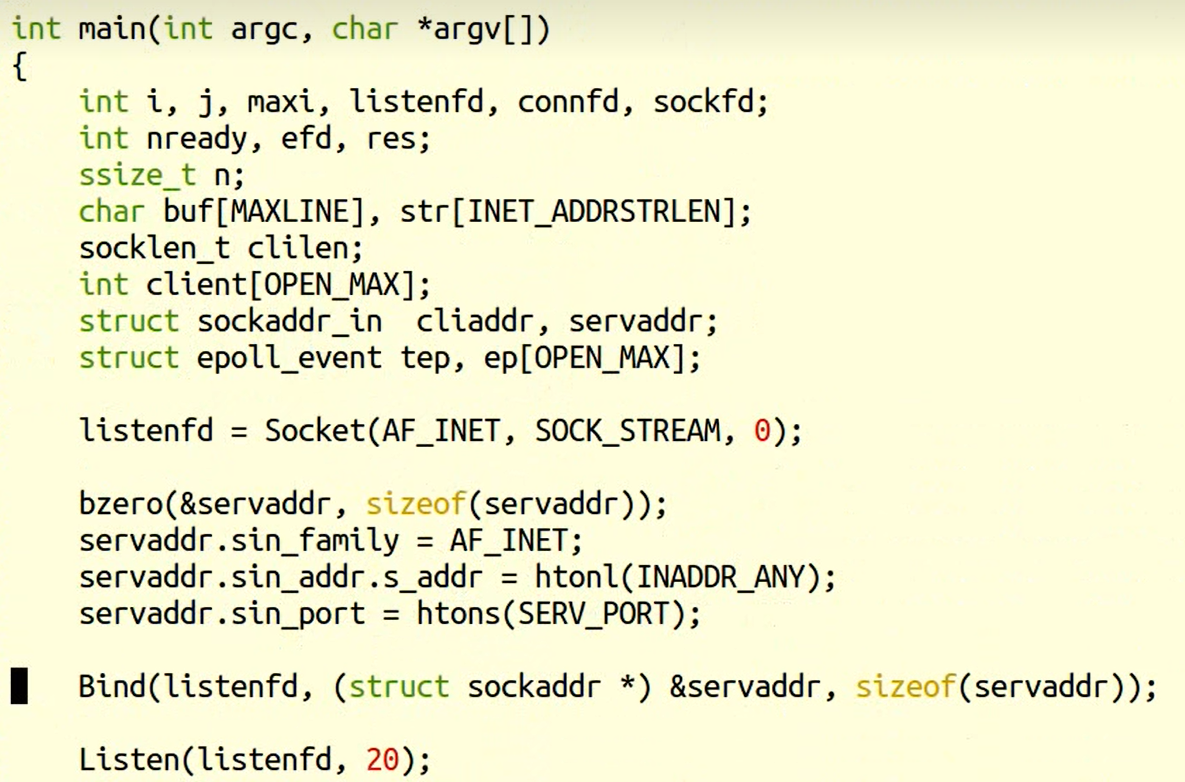 int main(int argc, char *argv[])
{
    int i, j, maxi, listenfd, connfd, sockfd;
    int nready, efd, res;
    ssize_t n;
    char buf[MAXLINE], str[INET_ADDRSTRLEN];
    socklen_t clilen;
    int client[OPEN_MAX];
    struct sockaddr_in  cliaddr, servaddr;
    struct epoll_event tep, ep[OPEN_MAX];

    listenfd = Socket(AF_INET, SOCK_STREAM, 0);

    bzero(&servaddr, sizeof(servaddr));
    servaddr.sin_family = AF_INET;
    servaddr.sin_addr.s_addr = htonl(INADDR_ANY);
    servaddr.sin_port = htons(SERV_PORT);

    Bind(listenfd, (struct sockaddr *) &servaddr, sizeof(servaddr));

    Listen(listenfd, 20);